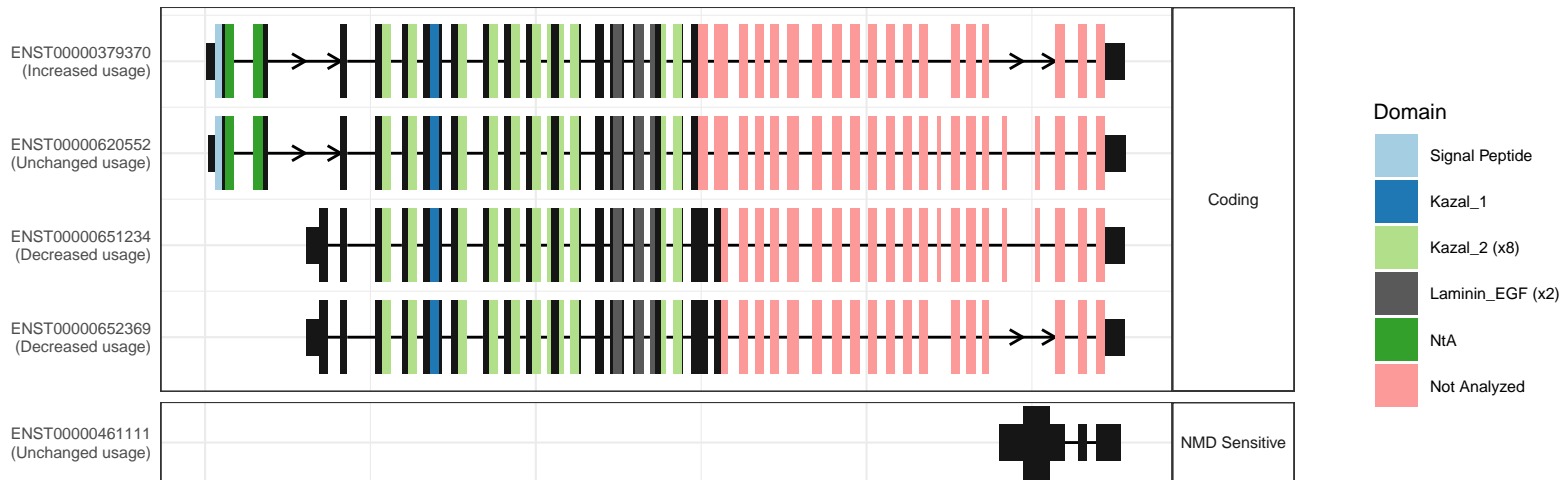 ENST00000379370
(Increased usage)
ENST00000620552
(Unchanged usage)
ENST00000651234
(Decreased usage)
ENST00000652369
(Decreased usage)
ENST00000461111
(Unchanged usage)
Coding
NMD Sensitive
Domain
Signal Peptide
Kazal_1
Kazal_2 (x8)
Laminin_EGF (x2)
NtA
Not Analyzed